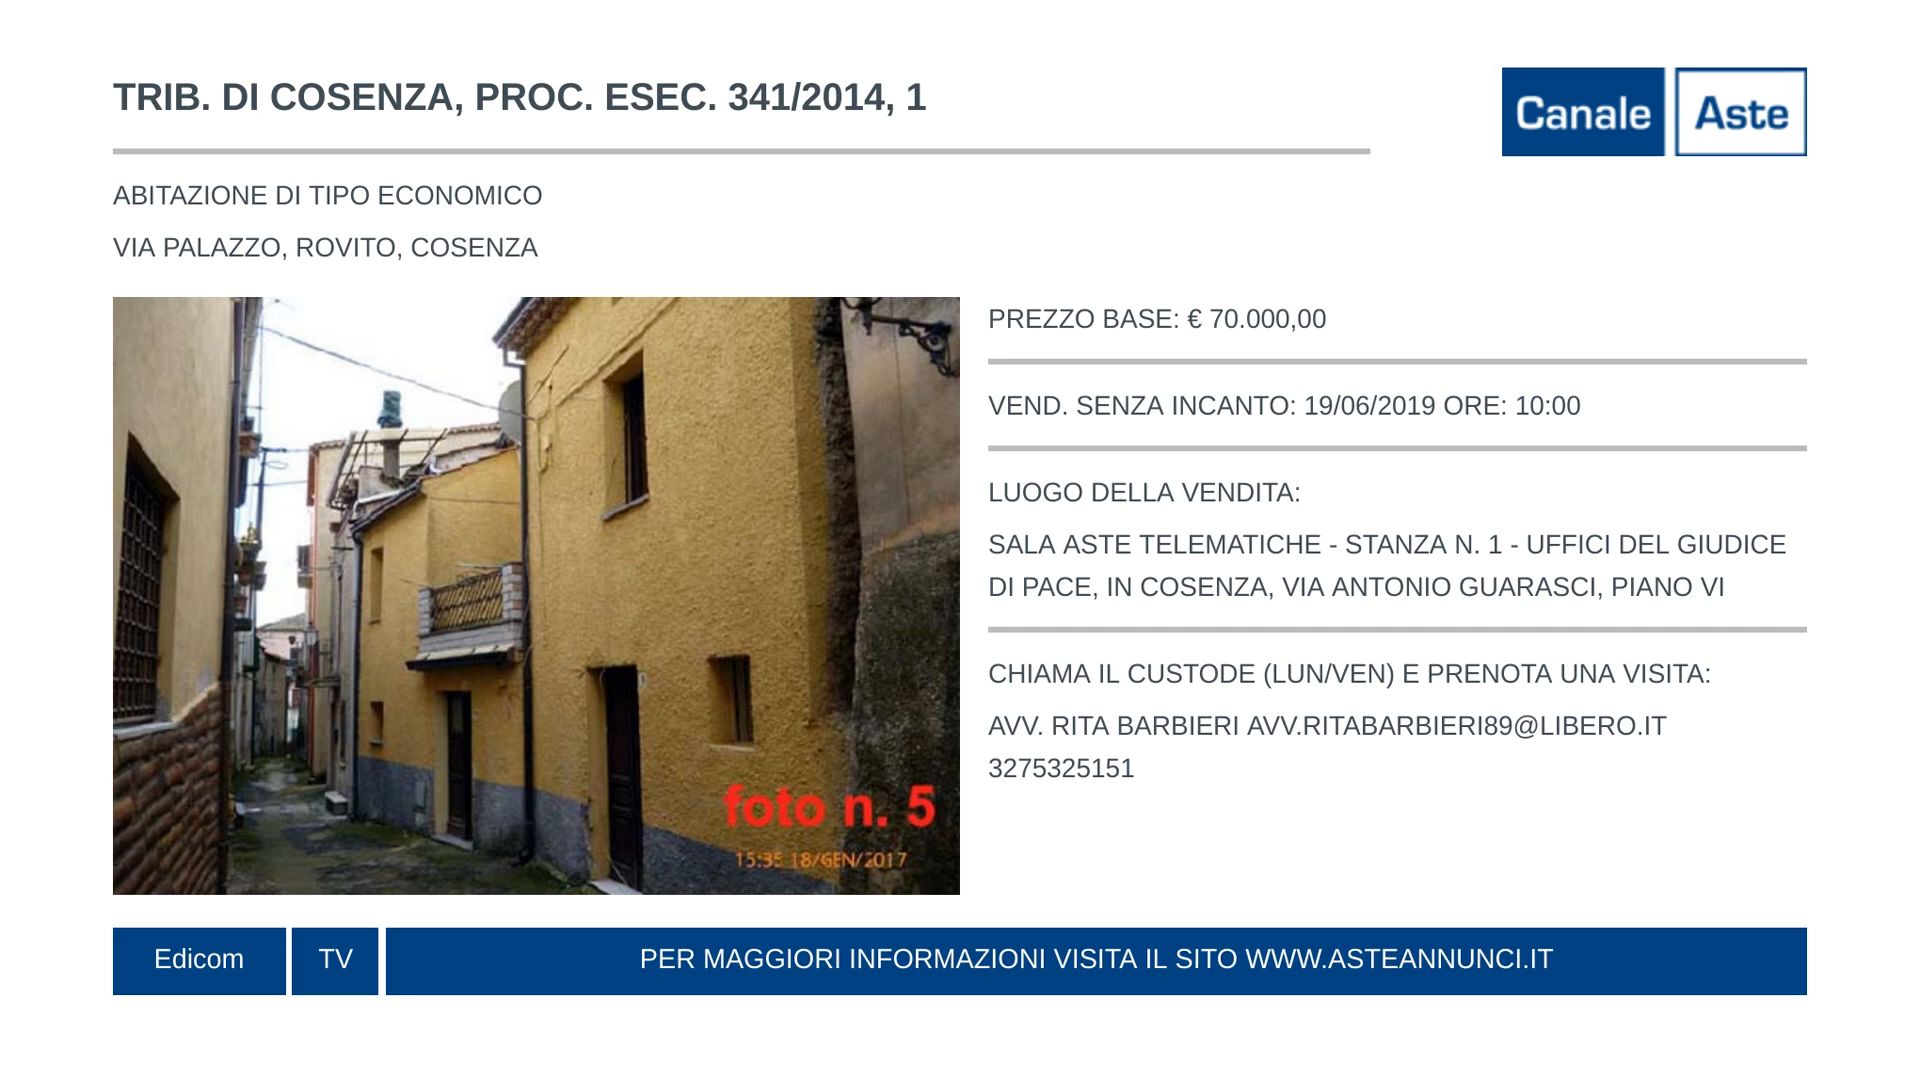 TRIB. DI COSENZA, PROC. ESEC. 341/2014, 1
Canale Aste
ABITAZIONE DI TIPO ECONOMICO
VIA PALAZZO, ROVITO, COSENZA
PREZZO BASE: € 70.000,00
VEND. SENZA INCANTO: 19/06/2019 ORE: 10:00
LUOGO DELLA VENDITA:
SALA ASTE TELEMATICHE - STANZA N. 1 - UFFICI DEL GIUDICE
DI PACE, IN COSENZA, VIA ANTONIO GUARASCI, PIANO VI
CHIAMA IL CUSTODE (LUN/VEN) E PRENOTA UNA VISITA:
AVV. RITA BARBIERI AVV.RITABARBIERI89@LIBERO.IT
3275325151
foto n. 5
15:35 18/GEN/2017
Edicom TV PER MAGGIORI INFORMAZIONI VISITA IL SITO WWW.ASTEANNUNCI.IT